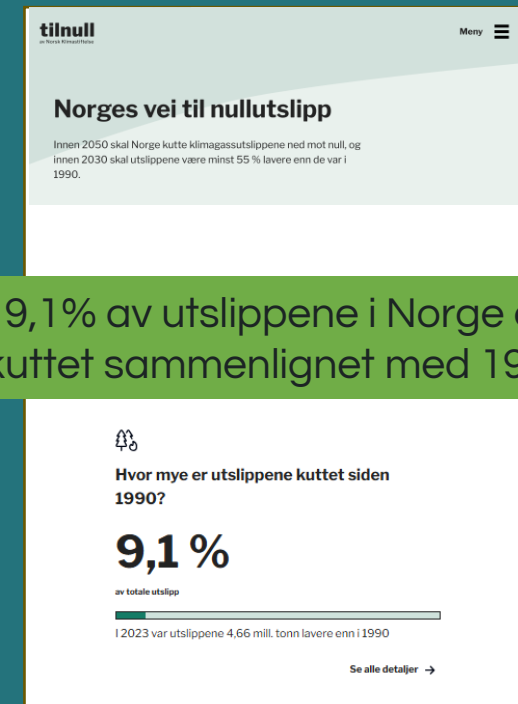 tilnull
av Norsk Klimastiftelse
Meny
Norges vei til nullutslipp
Innen 2050 skal Norge kutte klimagassutslippene ned mot null, og
innen 2030 skal utslippene være minst 55 % lavere enn de var i
1990.
9,1% av utslippene i Norge
kuttet sammenlignet med 19
Hvor mye er utslippene kuttet siden
1990?
9,1 %
av totale utslipp
I 2023 var utslippene 4,66 mill. tonn lavere enn i 1990
Se alle detaljer →